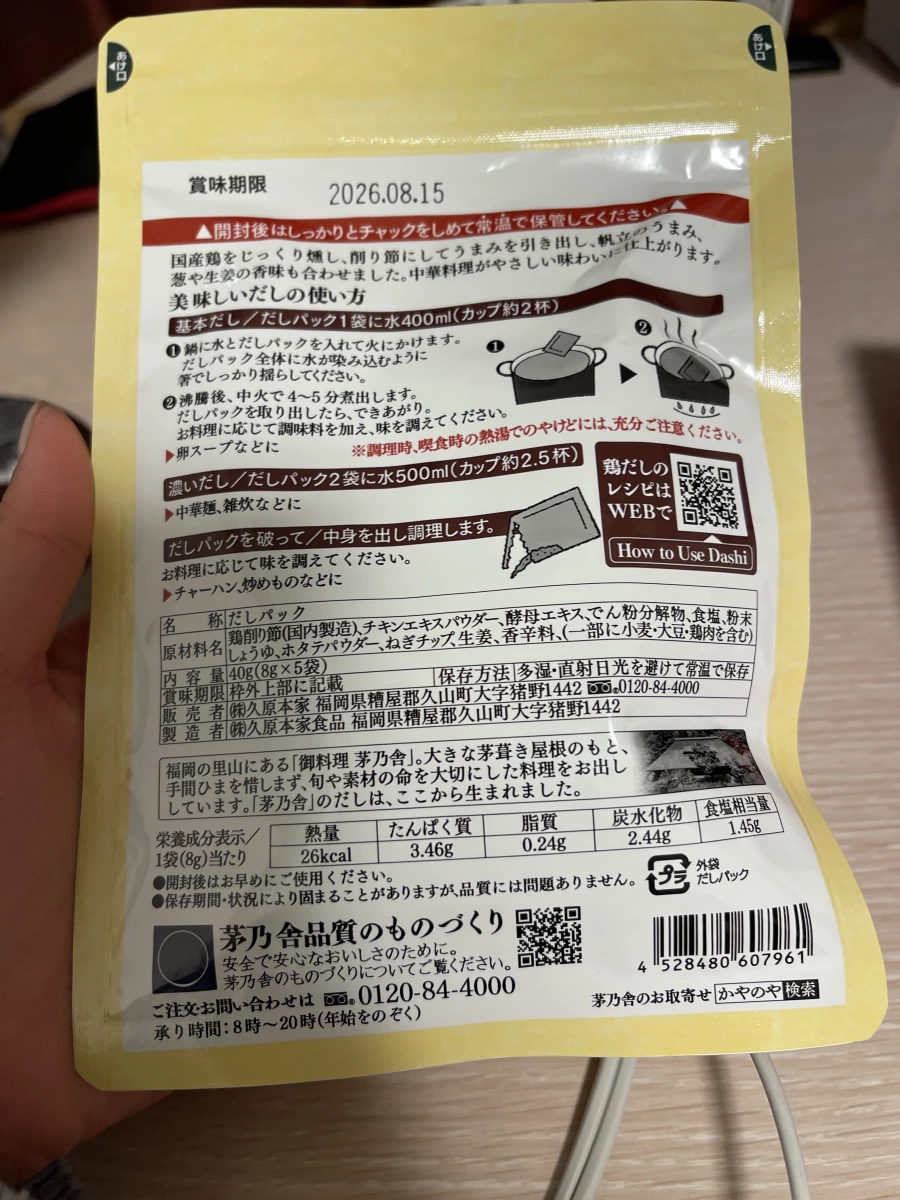 あけ口
あけ口
賞味期限 2026.08.15
▲開封後はしっかりとチャックをしめて常温で保管してください。▲
国産鶏をじっくり燻し、削り節にしてうまみを引き出し、帆立のうまみ、
葱や生姜の香味も合わせました。中華料理がやさしい味わいに仕上がります。
美味しいだしの使い方
基本だし／だしパック1袋に水400ml(カップ約2杯)
❶鍋に水とだしパックを入れて火にかけます。
だしパック全体に水が染み込むように
箸でしっかり揺らしてください。
❷沸騰後、中火で4〜5分煮出します。
だしパックを取り出したら、できあがり。
お料理に応じて調味料を加え、味を調えてください。
▶卵スープなどに
❶ ▶ ❷
※調理時、喫食時の熱湯でのやけどには、充分ご注意ください。
濃いだし／だしパック2袋に水500ml(カップ約2.5杯)
▶中華麺、雑炊などに
だしパックを破って／中身を出し調理します。
お料理に応じて味を調えてください。
▶チャーハン、炒めものなどに
鶏だしの
レシピは
WEBで
How to Use Dashi
名 称 だしパック
原材料名 鶏削り節(国内製造)、チキンエキスパウダー、酵母エキス、でん粉分解物、食塩、粉末
しょうゆ、ホタテパウダー、ねぎチップ、生姜、香辛料、(一部に小麦・大豆・鶏肉を含む)
内 容 量 40g(8g×5袋) 保存方法 多湿・直射日光を避けて常温で保存
賞味期限 枠外上部に記載
販 売 者 ㈱久原本家 福岡県糟屋郡久山町大字猪野1442 0120-84-4000
製 造 者 ㈱久原本家食品 福岡県糟屋郡久山町大字猪野1442
福岡の里山にある「御料理 茅乃舎」。大きな茅葺き屋根のもと、
手間ひまを惜しまず、旬や素材の命を大切にした料理をお出し
しています。「茅乃舎」のだしは、ここから生まれました。
栄養成分表示／
1袋(8g)当たり
熱量 たんぱく質 脂質 炭水化物 食塩相当量
26kcal 3.46g 0.24g 2.44g 1.45g
●開封後はお早めにご使用ください。
●保存期間・状況により固まることがありますが、品質には問題ありません。
プラ
外袋
だしパック
茅乃舎品質のものづくり
安全で安心なおいしさのために。
茅乃舎のものづくりについてご覧ください。
ご注文・お問い合わせは 0120-84-4000
承り時間：8時〜20時(年始をのぞく)
4 528480 607961
茅乃舎のお取寄せ かやのや 検索